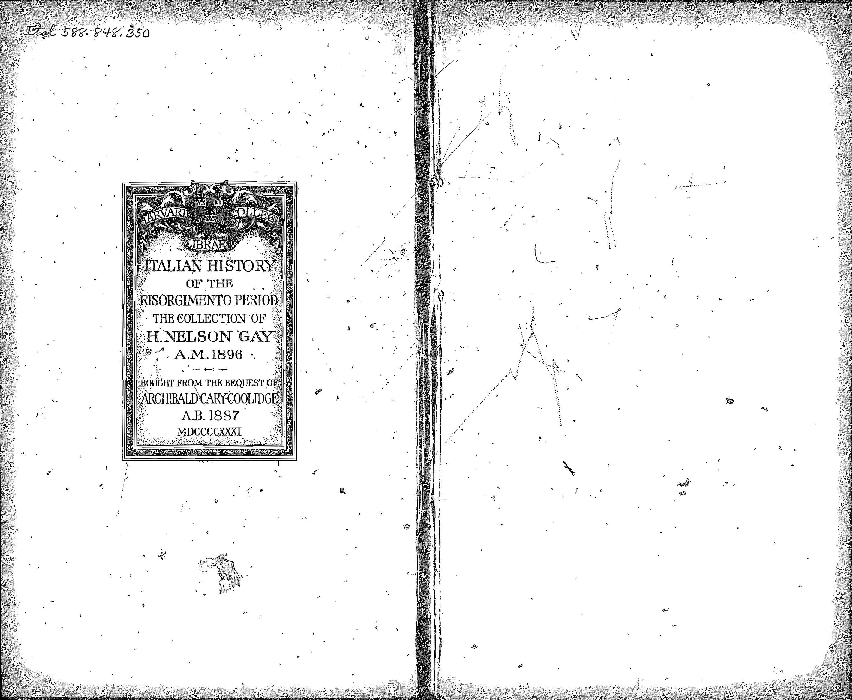 Ital 588.848.350
HARVARD COLLEGE
LIBRARY
ITALIAN HISTORY
OF THE
RISORGIMENTO PERIOD
THE COLLECTION OF
H. NELSON GAY
A.M. 1896
BOUGHT FROM THE BEQUEST OF
ARCHIBALD CARY COOLIDGE
A.B. 1887
MDCCCCXXXI